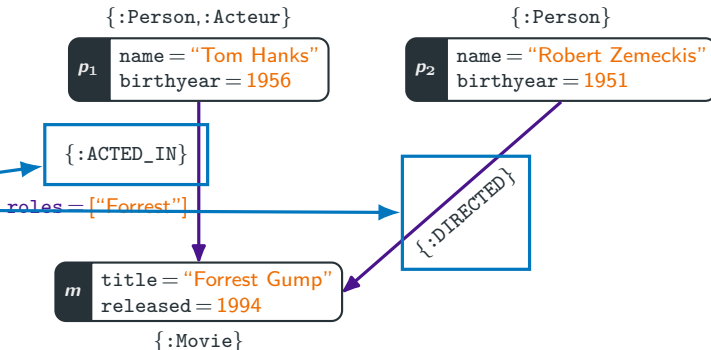 {:Person,:Acteur}
{:Person}
p₁
name = “Tom Hanks”
birthyear = 1956
p₂
name = “Robert Zemeckis”
birthyear = 1951
{:ACTED_IN}
roles = [“Forrest”]
{:DIRECTED}
m
title = “Forrest Gump”
released = 1994
{:Movie}